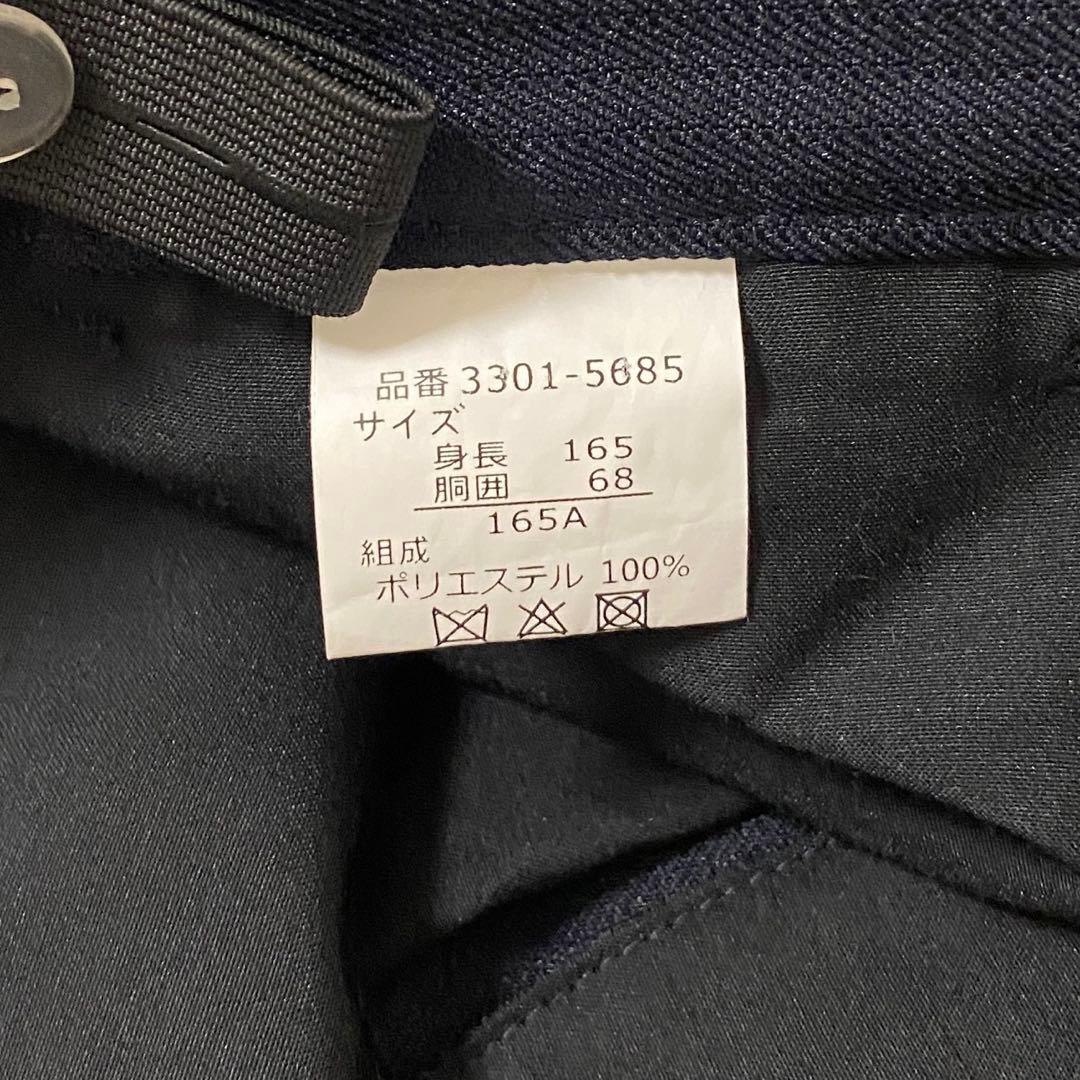 品番 3301-5685
サイズ
身長 165
胴囲 68
165A
組成
ポリエステル 100%